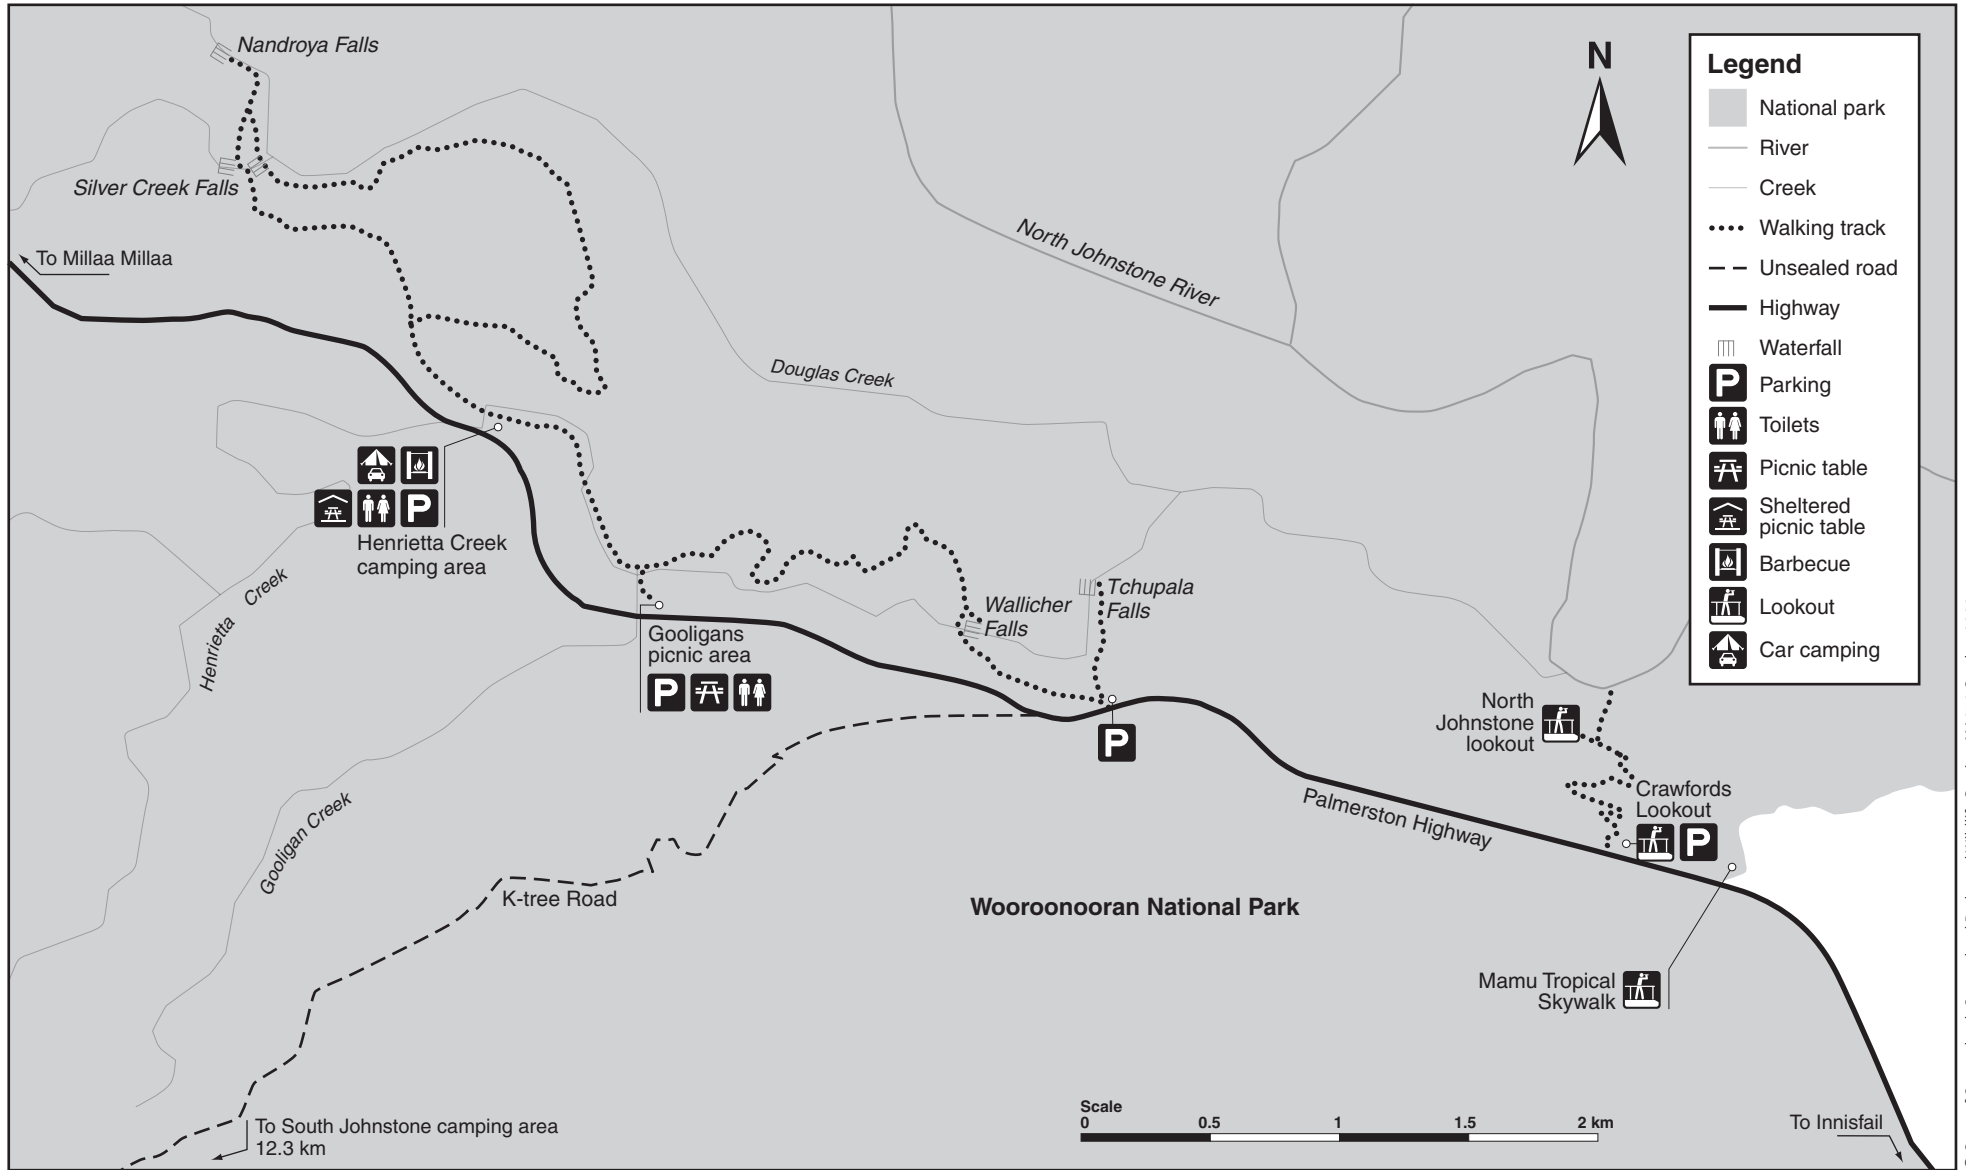 Nandroya Falls
Silver Creek Falls
To Millaa Millaa
North Johnstone River
Douglas Creek
N
Legend
National park
River
Creek
Walking track
Unsealed road
Highway
Waterfall
P Parking
Toilets
Picnic table
Sheltered
picnic table
Barbecue
Lookout
Car camping
P
Henrietta Creek
camping area
Henrietta Creek
Gooligans
picnic area
P
Wallicher
Falls
Tchupala
Falls
P
North
Johnstone
lookout
Crawfords
Lookout
P
Palmerston Highway
Gooligan Creek
K-tree Road
Wooroonooran National Park
Mamu Tropical
Skywalk
To South Johnstone camping area
12.3 km
Scale
0 0.5 1 1.5 2 km
To Innisfail